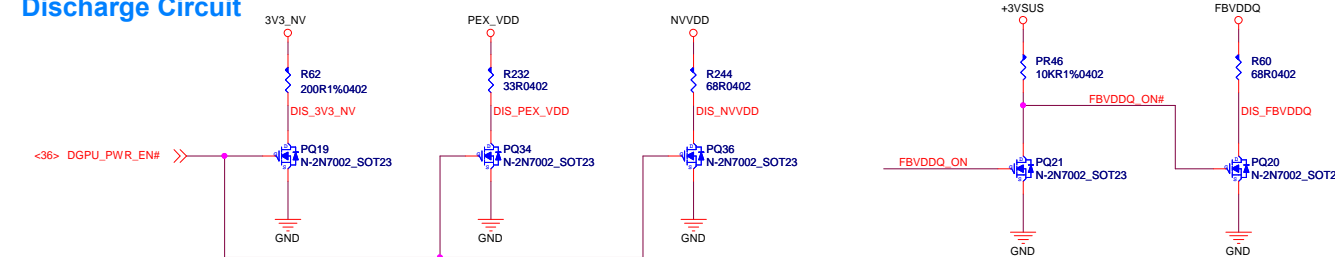 Discharge Circuit
3V3_NV
PEX_VDD
NVVDD
+3VSUS
FBVDDQ
R62
200R1%0402
R232
33R0402
R244
68R0402
PR46
10KR1%0402
R60
68R0402
DIS_3V3_NV
DIS_PEX_VDD
DIS_NVVDD
FBVDDQ_ON#
DIS_FBVDDQ
<36> DGPU_PWR_EN#
PQ19
N-2N7002_SOT23
PQ34
N-2N7002_SOT23
PQ36
N-2N7002_SOT23
FBVDDQ_ON
PQ21
N-2N7002_SOT23
PQ20
N-2N7002_SOT2
GND
GND
GND
GND
GND